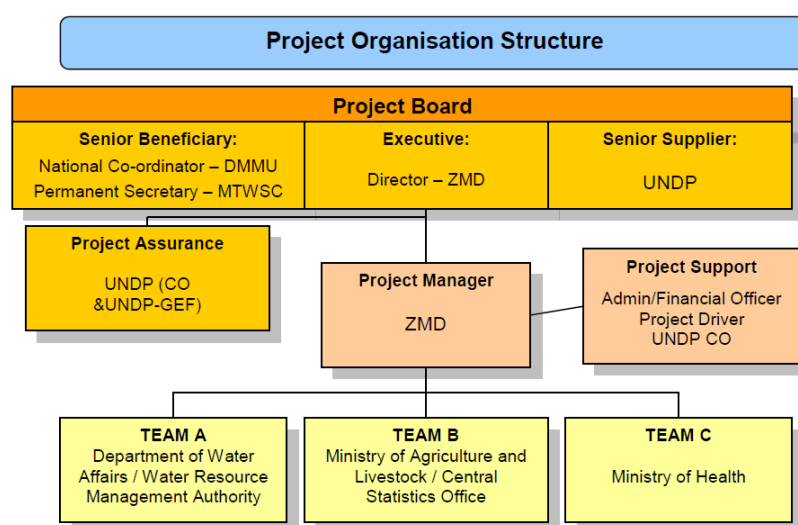 Project Organisation Structure
Project Board
Senior Beneficiary:
National Co-ordinator – DMMU
Permanent Secretary – MTWSC
Executive:
Director – ZMD
Senior Supplier:
UNDP
Project Assurance
UNDP (CO
&UNDP-GEF)
Project Manager
ZMD
Project Support
Admin/Financial Officer
Project Driver
UNDP CO
TEAM A
Department of Water
Affairs / Water Resource
Management Authority
TEAM B
Ministry of Agriculture and
Livestock / Central
Statistics Office
TEAM C
Ministry of Health